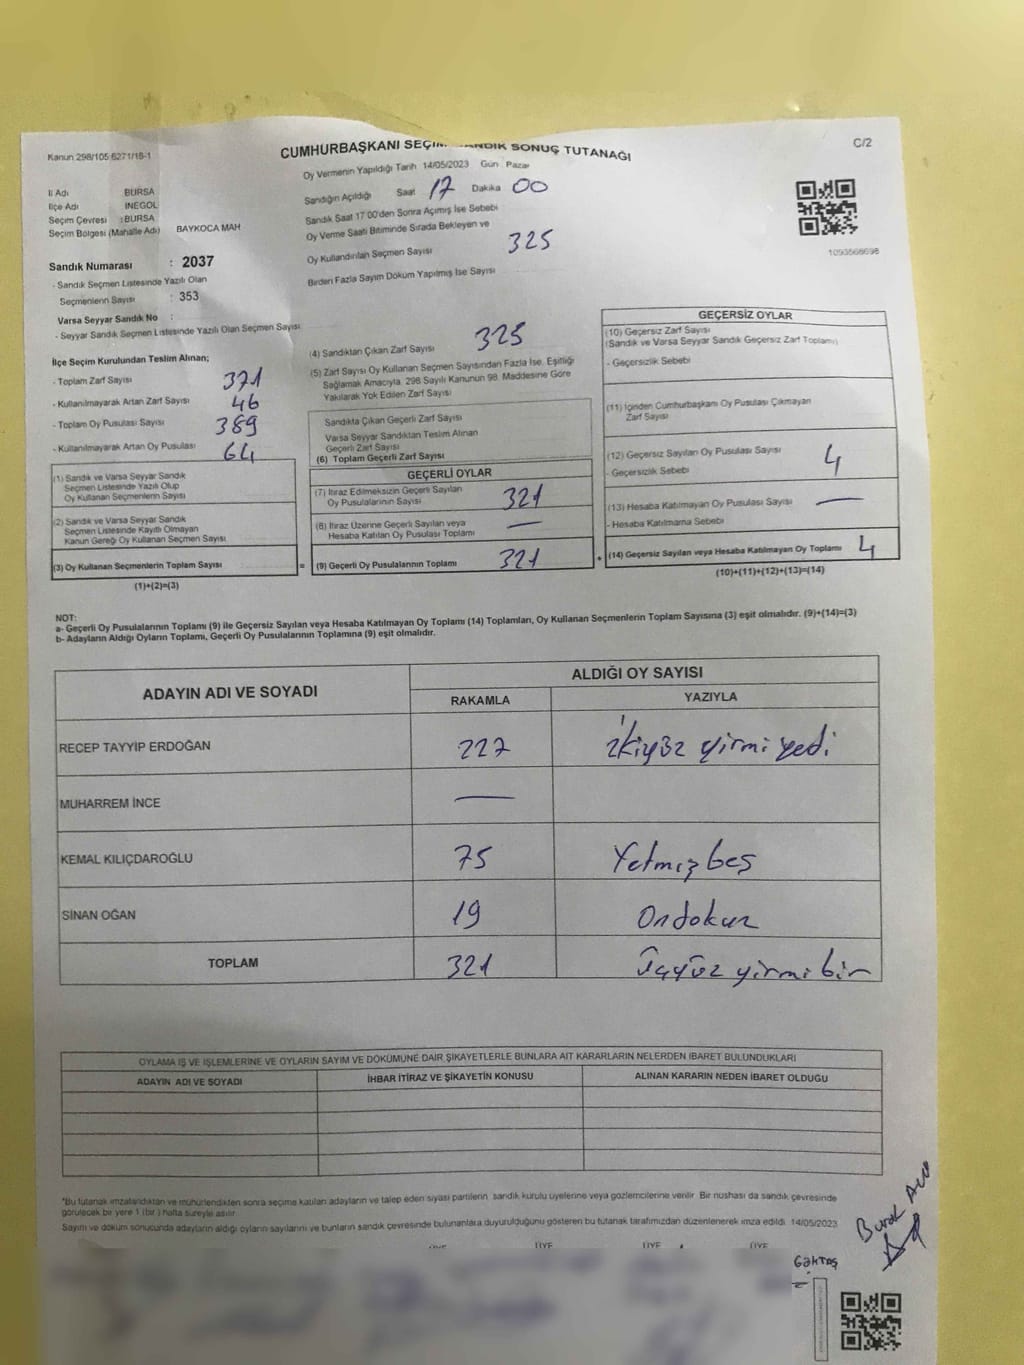 Kanun 298/105 6271/18-1
CUMHURBAŞKANI SEÇİM SANDIK SONUÇ TUTANAĞI
C/2
Oy Vermenin Yapıldığı Tarih 14/05/2023 Gün Pazar
İl Adı BURSA
İlçe Adı INEGOL
Seçim Çevresi : BURSA
Seçim Bölgesi (Mahalle Adı) BAYKOCA MAH
Sandığın Açıldığı Saat 17 Dakika 00
Sandık Saat 17 00'den Sonra Açımış İse Sebebi
Oy Verme Saati Bitiminde Sırada Bekleyen ve
Oy Kullandırılan Seçmen Sayısı 325
Birden Fazla Sayım Döküm Yapılmış İse Sayısı
1093568698
Sandık Numarası : 2037
- Sandık Seçmen Listesinde Yazılı Olan
Seçmenlerin Sayısı : 353
Varsa Seyyar Sandık No :
- Seyyar Sandık Seçmen Listesinde Yazılı Olan Seçmen Sayısı
İlçe Seçim Kurulundan Teslim Alınan;
- Toplam Zarf Sayısı 371
- Kullanılmayarak Artan Zarf Sayısı 46
- Toplam Oy Pusulası Sayısı 389
- Kullanılmayarak Artan Oy Pusulası 64
(1) Sandık ve Varsa Seyyar Sandık
Seçmen Listesinde Yazılı Olup
Oy Kullanan Seçmenlerin Sayısı
(2) Sandık ve Varsa Seyyar Sandık
Seçmen Listesinde Kayıtlı Olmayan
Kanun Gereği Oy Kullanan Seçmen Sayısı
(3) Oy Kullanan Seçmenlerin Toplam Sayısı
(1)+(2)=(3)
(4) Sandıktan Çıkan Zarf Sayısı 325
(5) Zarf Sayısı Oy Kullanan Seçmen Sayısından Fazla İse, Eşitliği
Sağlamak Amacıyla, 298 Sayılı Kanunun 98. Maddesine Göre
Yakılarak Yok Edilen Zarf Sayısı
Sandıkta Çıkan Geçerli Zarf Sayısı
Varsa Seyyar Sandıktan Teslim Alınan
Geçerli Zarf Sayısı
(6) Toplam Geçerli Zarf Sayısı
GEÇERLİ OYLAR
(7) İtiraz Edilmeksizin Geçerli Sayılan
Oy Pusulalarının Sayısı 321
(8) İtiraz Üzerine Geçerli Sayılan veya
Hesaba Katılan Oy Pusulası Toplamı —
= (9) Geçerli Oy Pusulalarının Toplamı 321 +
GEÇERSİZ OYLAR
(10) Geçersiz Zarf Sayısı
(Sandık ve Varsa Seyyar Sandık Geçersiz Zarf Toplamı)
- Geçersizlik Sebebi
(11) İçinden Cumhurbaşkanı Oy Pusulası Çıkmayan
Zarf Sayısı
(12) Geçersiz Sayılan Oy Pusulası Sayısı 4
- Geçersizlik Sebebi
(13) Hesaba Katılmayan Oy Pusulası Sayısı —
- Hesaba Katılmama Sebebi
(14) Geçersiz Sayılan veya Hesaba Katılmayan Oy Toplamı 4
(10)+(11)+(12)+(13)=(14)
NOT:
a- Geçerli Oy Pusulalarının Toplamı (9) ile Geçersiz Sayılan veya Hesaba Katılmayan Oy Toplamı (14) Toplamları, Oy Kullanan Seçmenlerin Toplam Sayısına (3) eşit olmalıdır. (9)+(14)=(3)
b- Adayların Aldığı Oyların Toplamı, Geçerli Oy Pusulalarının Toplamına (9) eşit olmalıdır.
ADAYIN ADI VE SOYADI ALDIĞI OY SAYISI
RAKAMLA YAZIYLA
RECEP TAYYİP ERDOĞAN 227 ikiyüz yirmi yedi
MUHARREM İNCE —
KEMAL KILIÇDAROĞLU 75 Yetmiş beş
SİNAN OĞAN 19 Ondokuz
TOPLAM 321 Üçyüz yirmi bir
OYLAMA İŞ VE İŞLEMLERİNE VE OYLARIN SAYIM VE DÖKÜMÜNE DAİR ŞİKAYETLERLE BUNLARA AİT KARARLARIN NELERDEN İBARET BULUNDUKLARI
ADAYIN ADI VE SOYADI İHBAR İTİRAZ VE ŞİKAYETİN KONUSU ALINAN KARARIN NEDEN İBARET OLDUĞU
*Bu tutanak imzalandıktan ve mühürlendikten sonra seçime katılan adayların ve talep eden siyasi partilerin sandık kurulu üyelerine veya gözlemcilerine verilir. Bir nüshası da sandık çevresinde
görülecek bir yere 1 (bir) hafta süreyle asılır.
Sayım ve döküm sonucunda adayların aldığı oyların sayılarını ve bunların sandık çevresinde bulunanlara duyurulduğunu gösteren bu tutanak tarafımızdan düzenlenerek imza edildi. 14/05/2023
ÜYE ÜYE ÜYE ÜYE
Burak
GÖKTAŞ